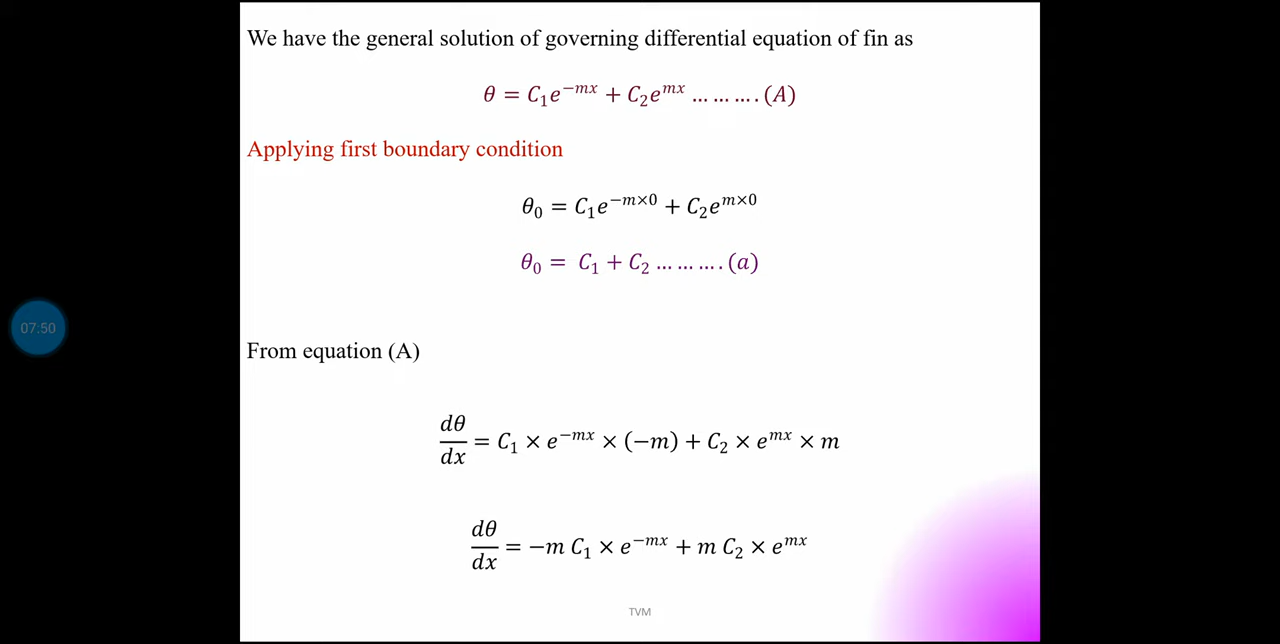 We have the general solution of governing differential equation of fin as
θ = C₁e⁻ᵐˣ + C₂eᵐˣ … … … . (A)
Applying first boundary condition
θ₀ = C₁e^{−m×0} + C₂e^{m×0}
θ₀ = C₁ + C₂ … … … . (a)
07:50
From equation (A)
dθ/dx = C₁ × e^{−mx} × (−m) + C₂ × e^{mx} × m
dθ/dx = −m C₁ × e^{−mx} + m C₂ × e^{mx}
TVM